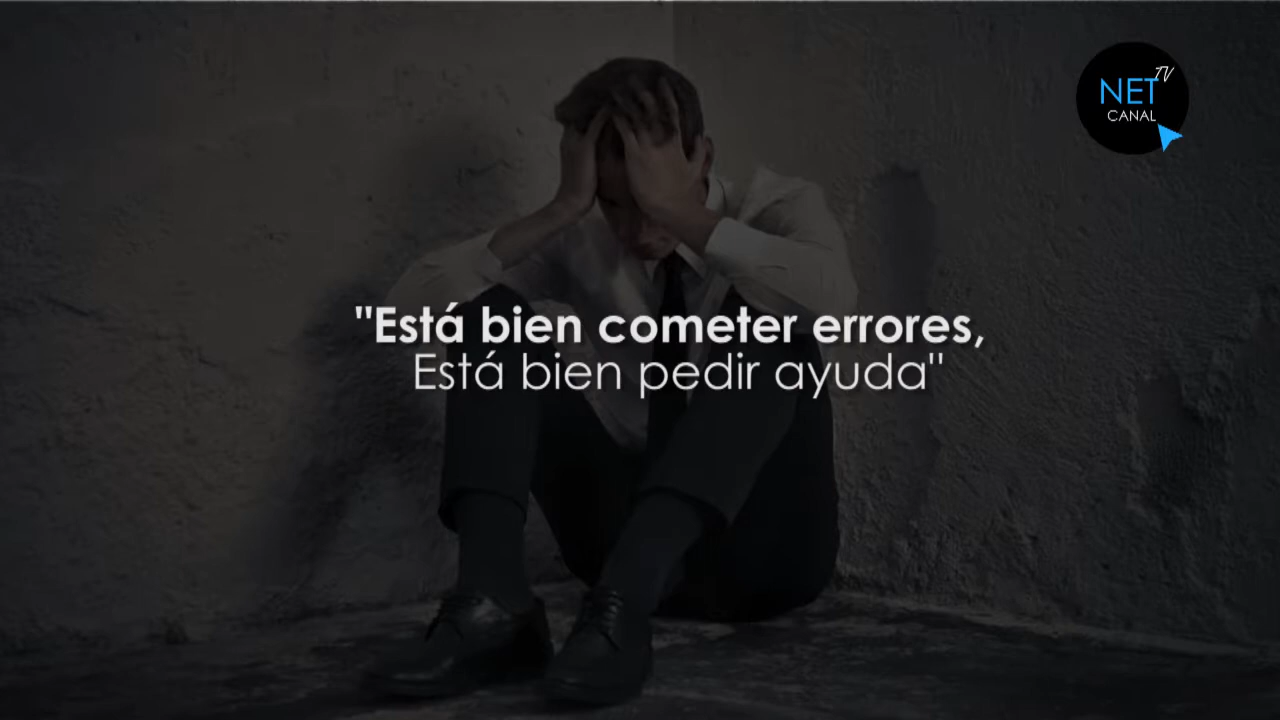 NET TV
CANAL
"Está bien cometer errores,
Está bien pedir ayuda"